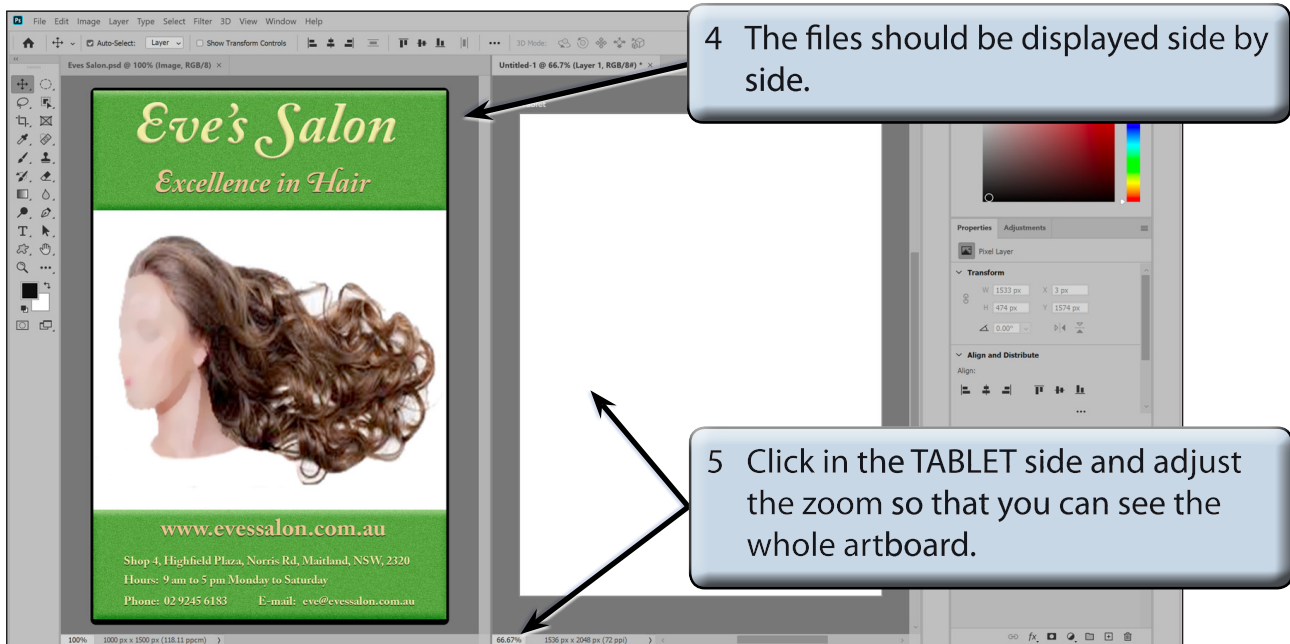 Ps File Edit Image Layer Type Select Filter 3D View Window Help
Auto-Select: Layer Show Transform Controls 3D Mode:
Eves Salon.psd @ 100% (Image, RGB/8) ×
Untitled-1 @ 66.7% (Layer 1, RGB/8#) * ×
4 The files should be displayed side by
side.
Eve's Salon
Excellence in Hair
www.evessalon.com.au
Shop 4, Highfield Plaza, Norris Rd, Maitland, NSW, 2320
Hours: 9 am to 5 pm Monday to Saturday
Phone: 02 9245 6183 E-mail: eve@evessalon.com.au
Properties Adjustments
Pixel Layer
Transform
W 1533 px X 3 px
H 474 px Y 1574 px
0.00°
Align and Distribute
Align:
5 Click in the TABLET side and adjust
the zoom so that you can see the
whole artboard.
100% 1000 px x 1500 px (118.11 ppcm) >
66.67% 1536 px x 2048 px (72 ppi) >
fx